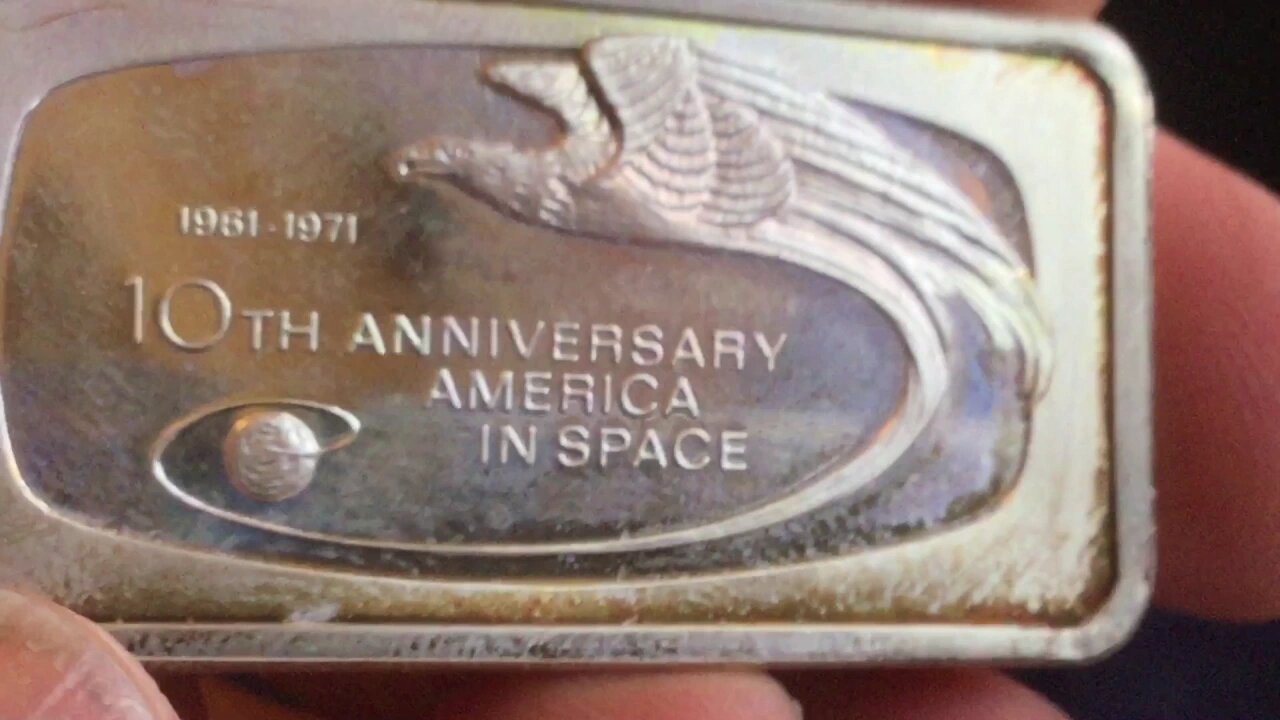 1961-1971
10TH ANNIVERSARY
AMERICA
IN SPACE